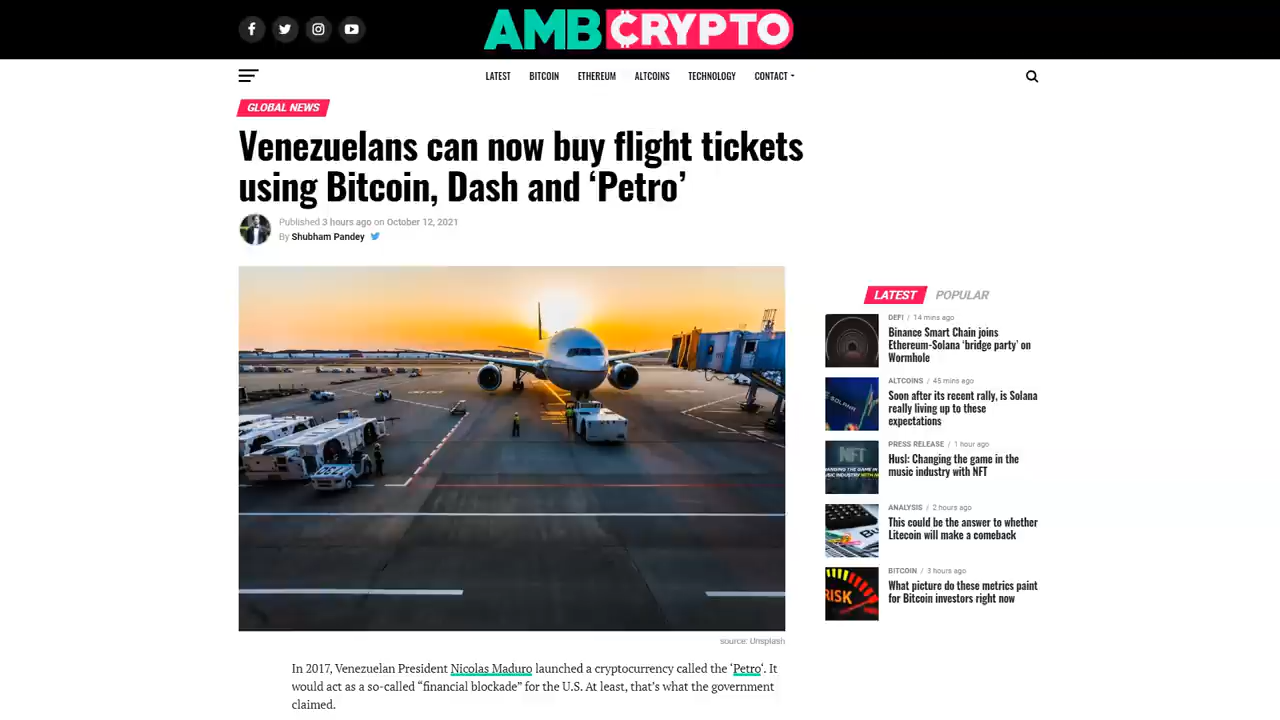 AMBCRYPTO
LATEST BITCOIN ETHEREUM ALTCOINS TECHNOLOGY CONTACT
GLOBAL NEWS
Venezuelans can now buy flight tickets
using Bitcoin, Dash and ‘Petro’
Published 3 hours ago on October 12, 2021
By Shubham Pandey
source: Unsplash
In 2017, Venezuelan President Nicolas Maduro launched a cryptocurrency called the ‘Petro‘. It
would act as a so-called “financial blockade” for the U.S. At least, that’s what the government
claimed.
LATEST POPULAR
DEFI / 14 mins ago
Binance Smart Chain joins
Ethereum-Solana ‘bridge party’ on
Wormhole
SOLANA
ALTCOINS / 45 mins ago
Soon after its recent rally, is Solana
really living up to these
expectations
NFT
PRESS RELEASE / 1 hour ago
Husl: Changing the game in the
music industry with NFT
ANALYSIS / 2 hours ago
This could be the answer to whether
Litecoin will make a comeback
RISK
BITCOIN / 3 hours ago
What picture do these metrics paint
for Bitcoin investors right now